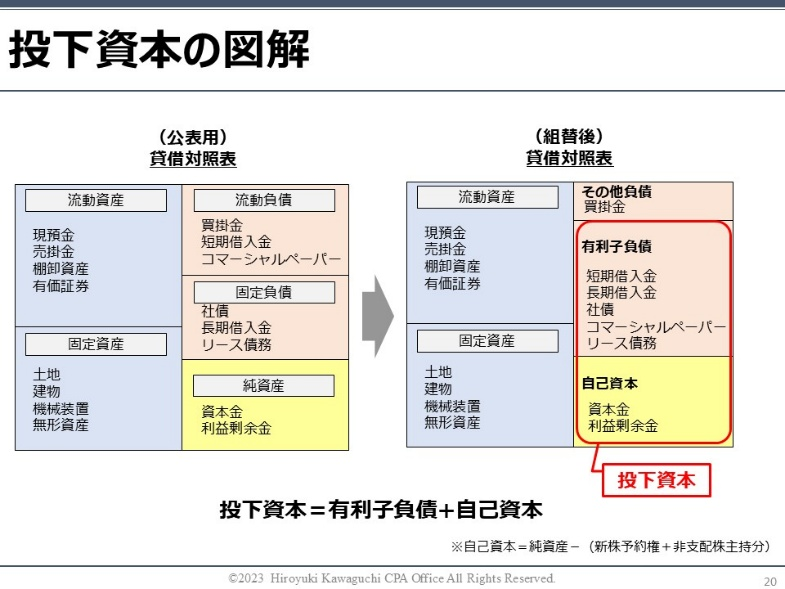 投下資本の図解
（公表用）
貸借対照表
流動資産
現預金
売掛金
棚卸資産
有価証券
固定資産
土地
建物
機械装置
無形資産
流動負債
買掛金
短期借入金
コマーシャルペーパー
固定負債
社債
長期借入金
リース債務
純資産
資本金
利益剰余金
（組替後）
貸借対照表
流動資産
現預金
売掛金
棚卸資産
有価証券
固定資産
土地
建物
機械装置
無形資産
その他負債
買掛金
有利子負債
短期借入金
長期借入金
社債
コマーシャルペーパー
リース債務
自己資本
資本金
利益剰余金
投下資本
投下資本＝有利子負債+自己資本
※自己資本＝純資産－（新株予約権＋非支配株主持分）
©2023 Hiroyuki Kawaguchi CPA Office All Rights Reserved.
20